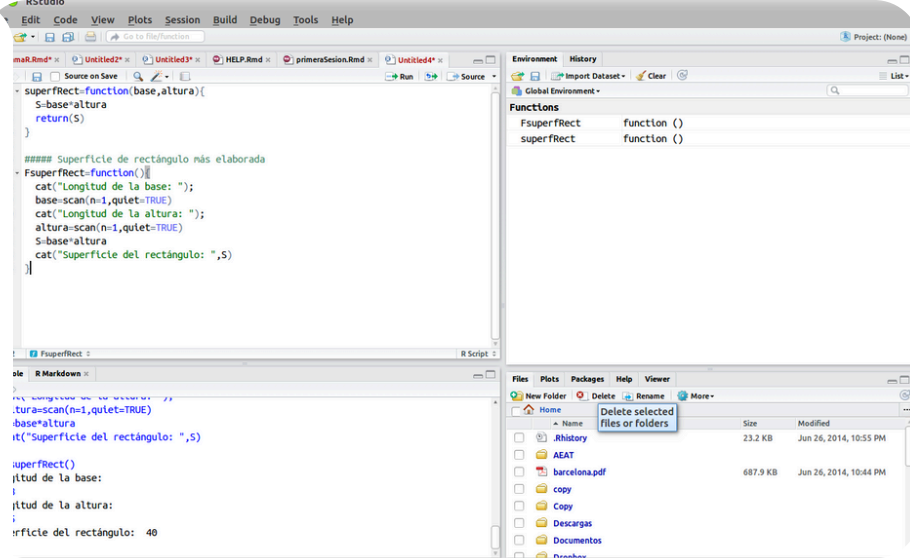 RStudio
Edit Code View Plots Session Build Debug Tools Help
Go to file/function
Project: (None)
maR.Rmd* × Untitled2* × Untitled3* × HELP.Rmd × primeraSesion.Rmd × Untitled4* ×
Source on Save Run Source
superfRect=function(base,altura){
S=base*altura
return(S)
}
##### Superficie de rectángulo más elaborada
FsuperfRect=function(){
cat("Longitud de la base: ");
base=scan(n=1,quiet=TRUE)
cat("Longitud de la altura: ");
altura=scan(n=1,quiet=TRUE)
S=base*altura
cat("Superficie del rectángulo: ",S)
}
FsuperfRect R Script
Environment History
Import Dataset Clear List
Global Environment
Functions
FsuperfRect function ()
superfRect function ()
ole R Markdown ×
tura=scan(n=1,quiet=TRUE)
base*altura
t("Superficie del rectángulo: ",S)
superfRect()
gitud de la base:
gitud de la altura:
erficie del rectángulo: 40
Files Plots Packages Help Viewer
New Folder Delete Rename More
Home
Delete selected
files or folders
Name Size Modified
.Rhistory 23.2 KB Jun 26, 2014, 10:55 PM
AEAT
barcelona.pdf 687.9 KB Jun 26, 2014, 10:44 PM
copy
Copy
Descargas
Documentos
Dropbox